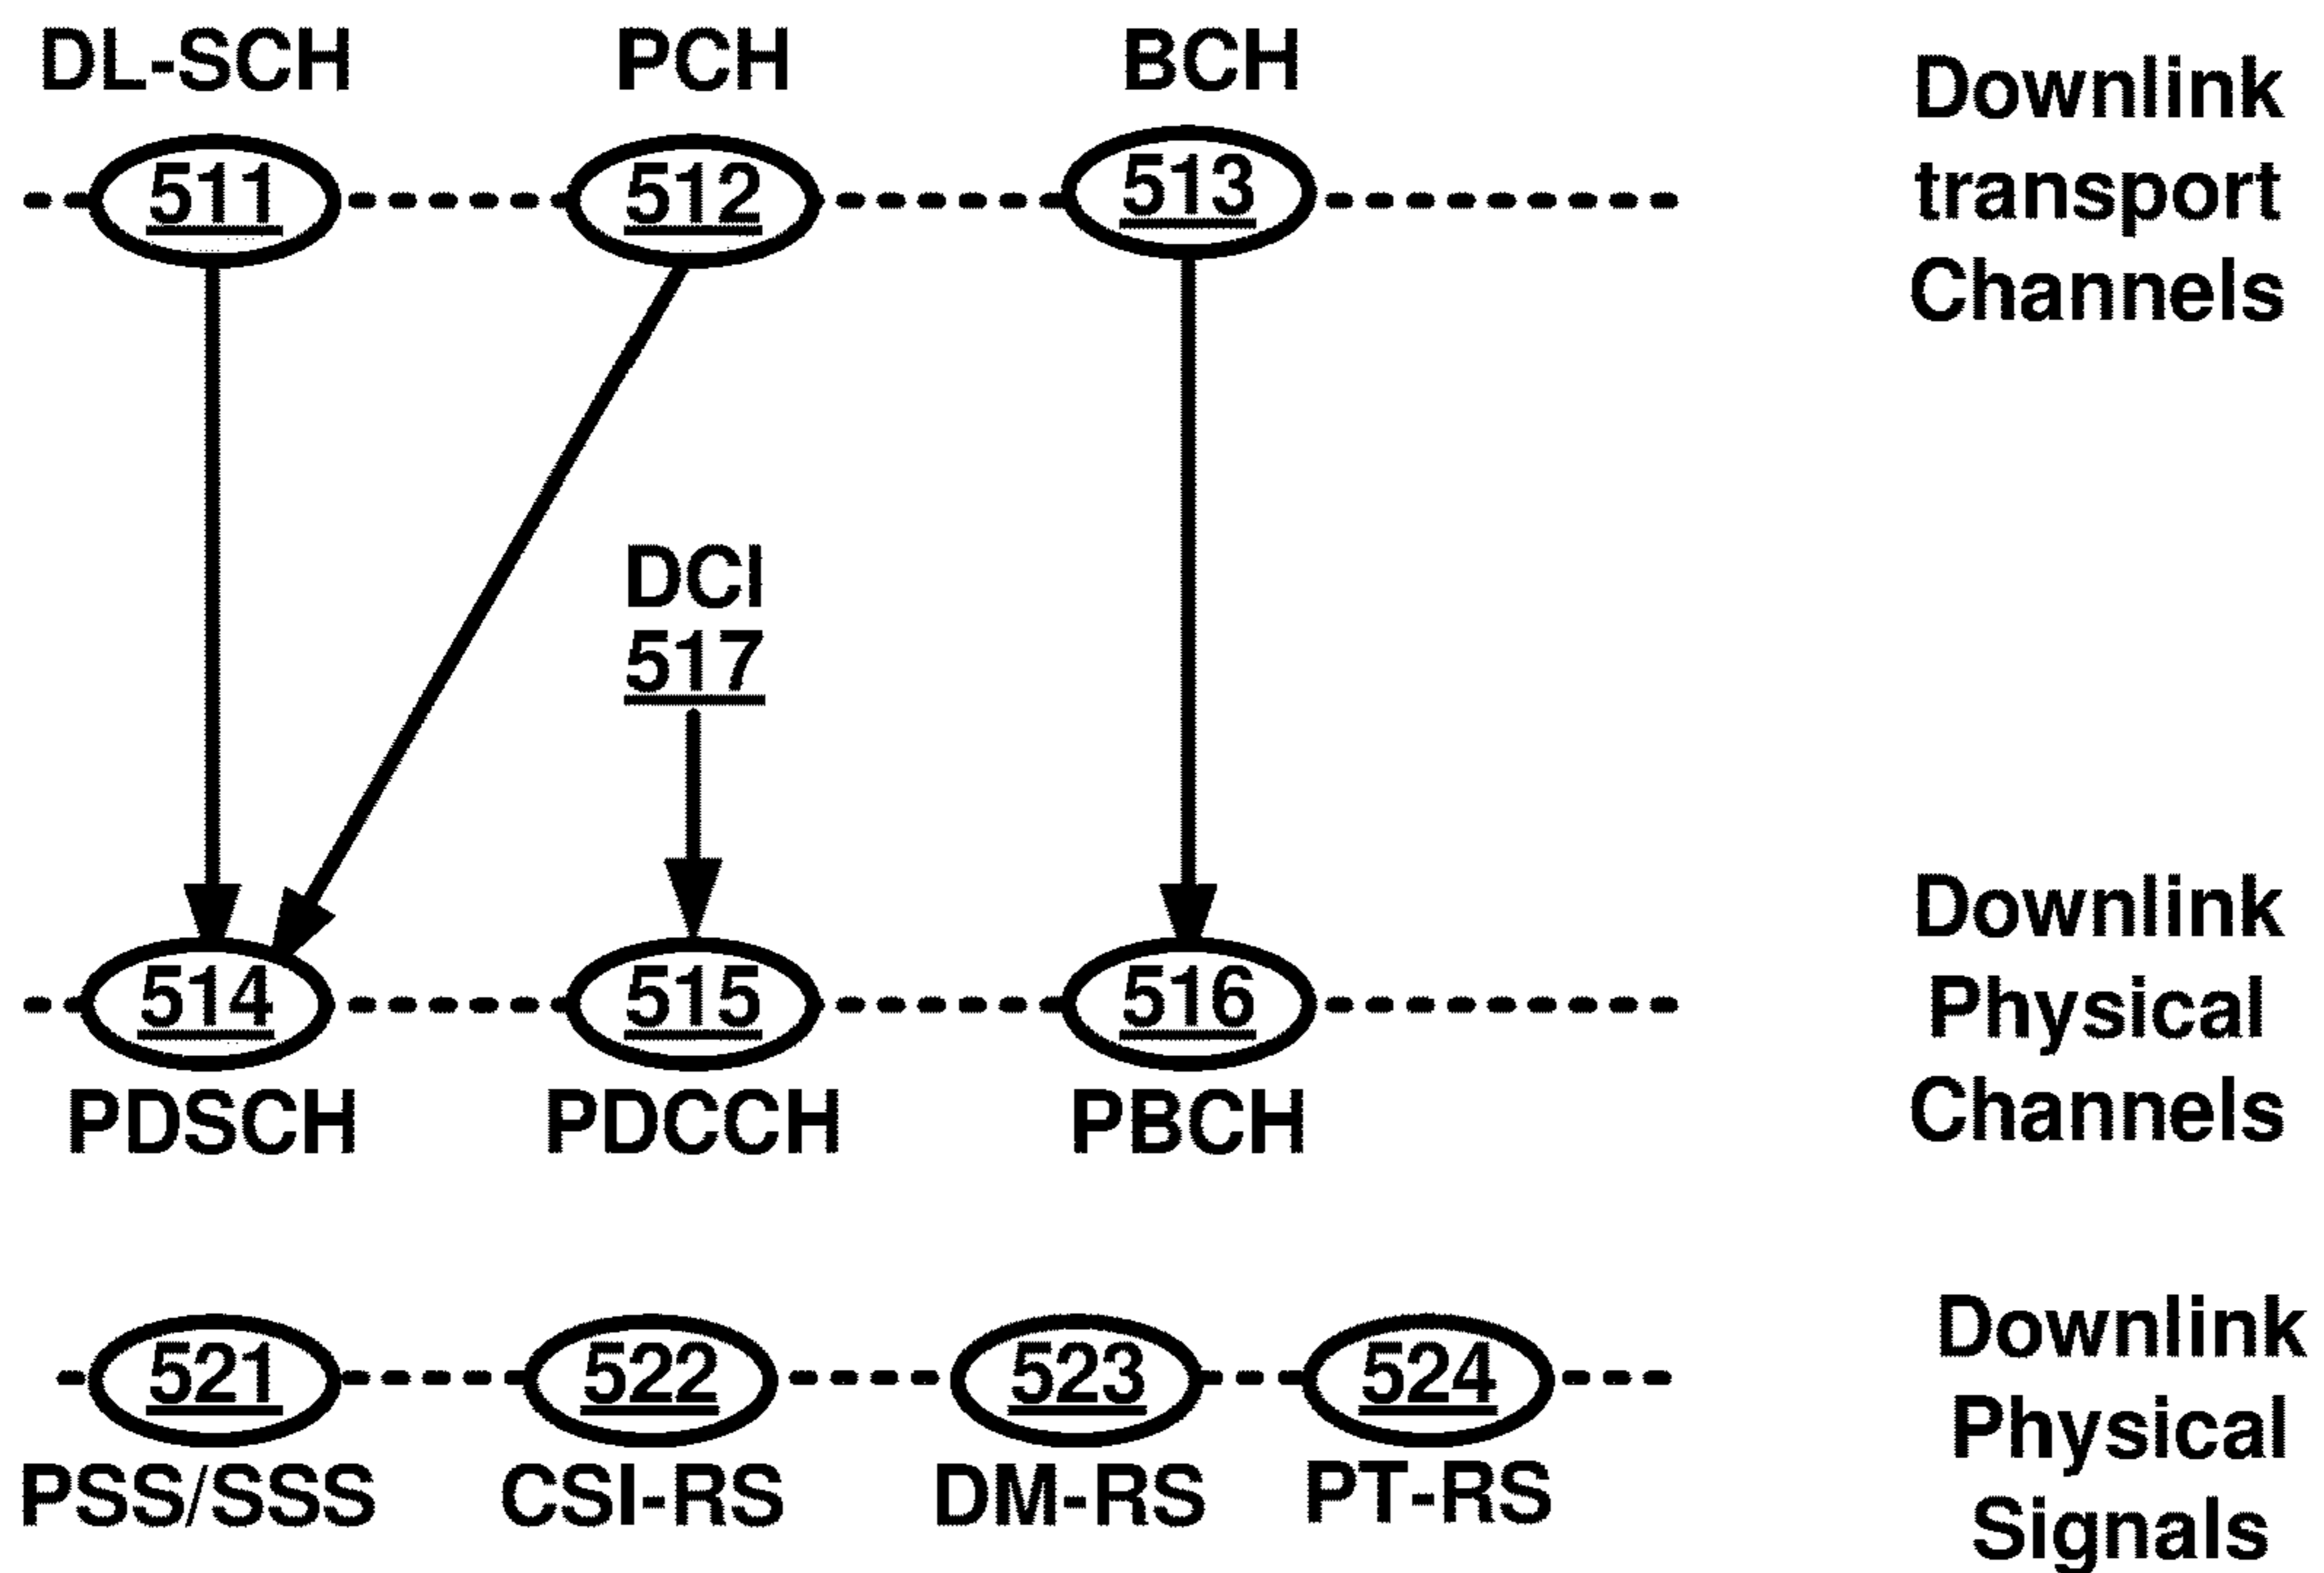 DL-SCH PCH BCH
511 512 513
Downlink
transport
Channels
DCI
517
514 515 516
PDSCH PDCCH PBCH
Downlink
Physical
Channels
521 522 523 524
PSS/SSS CSI-RS DM-RS PT-RS
Downlink
Physical
Signals